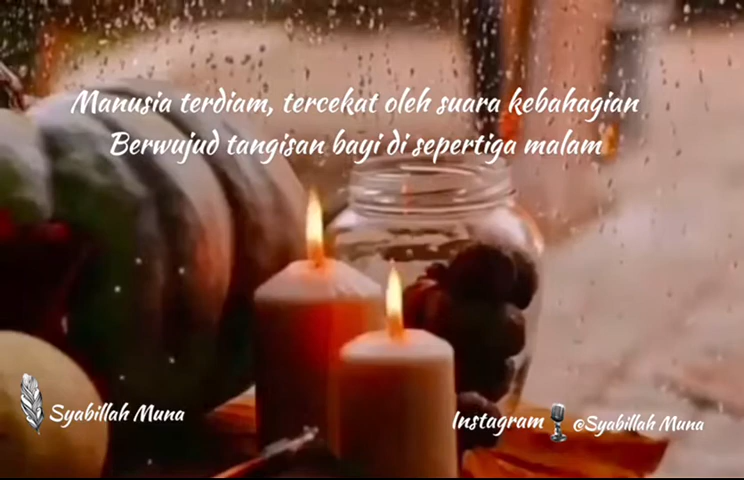 Manusia terdiam, tercekat oleh suara kebahagian
Berwujud tangisan bayi di sepertiga malam
Syabillah Muna
Instagram @Syabillah Muna